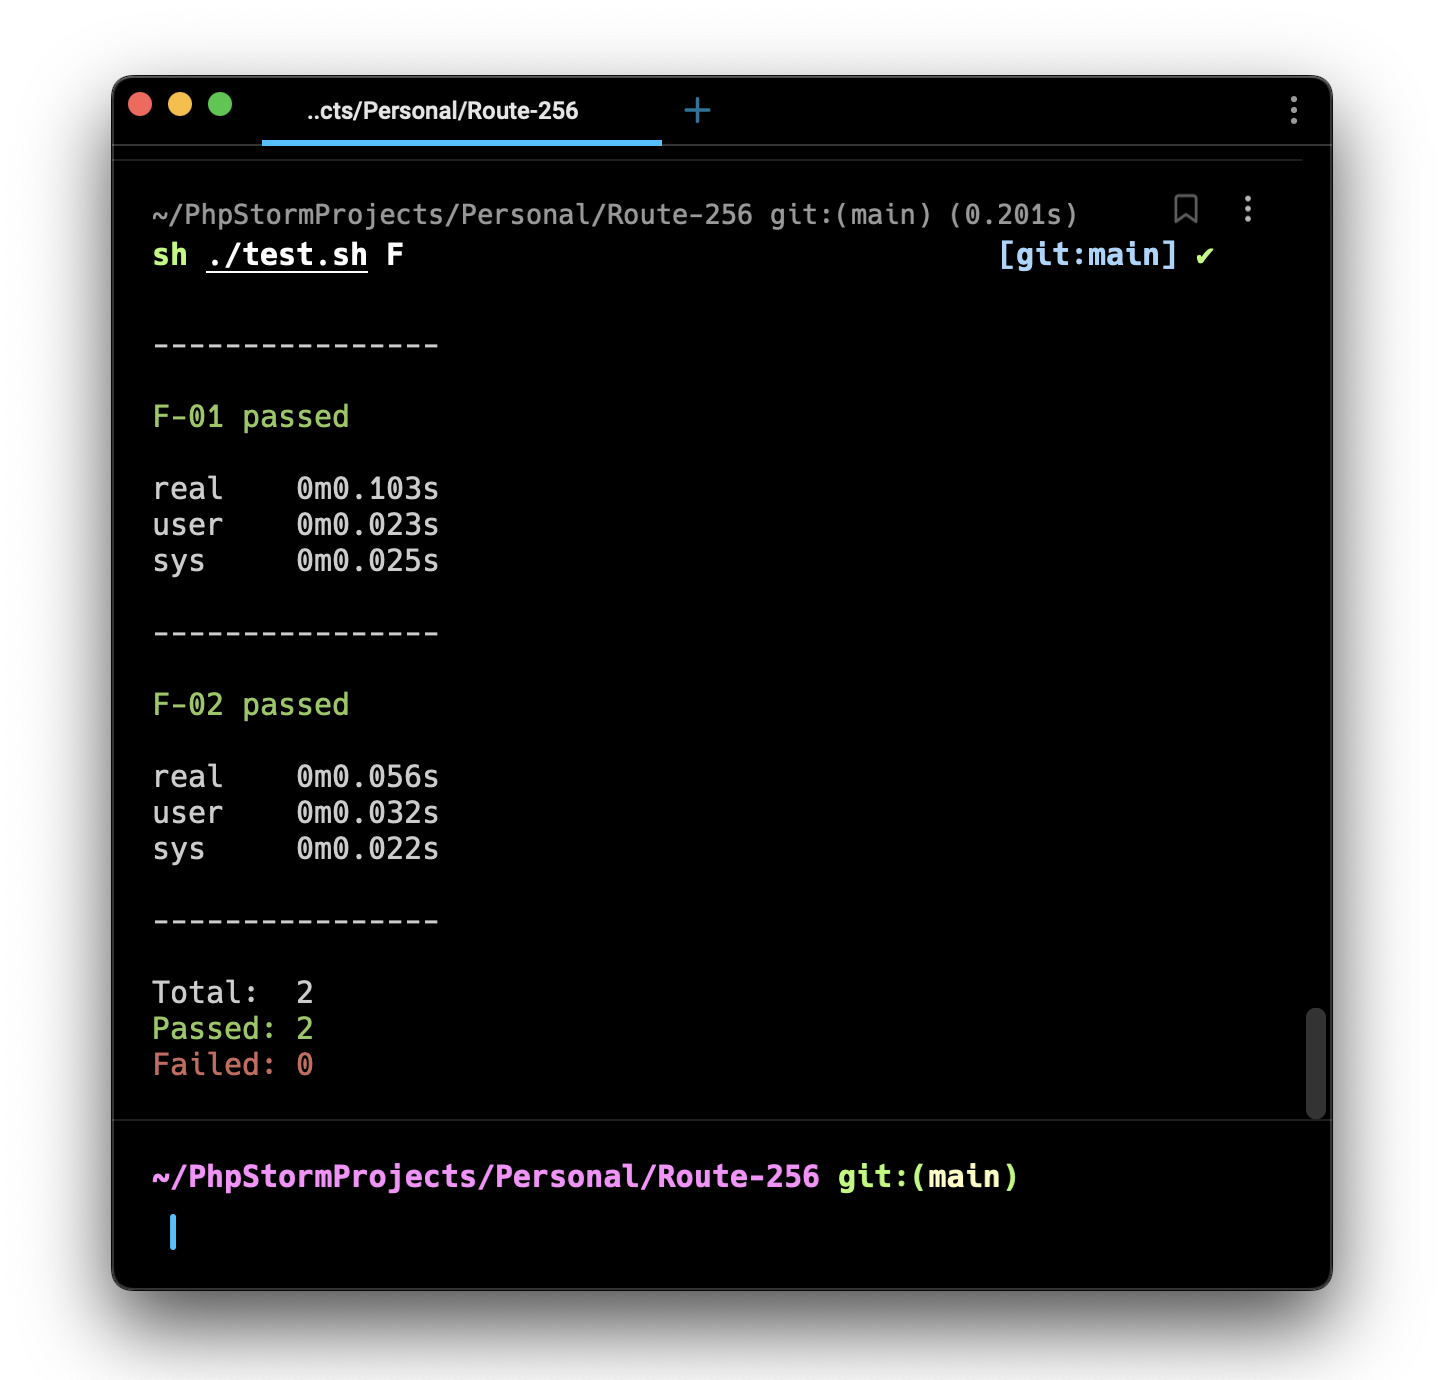 ..cts/Personal/Route-256 +
~/PhpStormProjects/Personal/Route-256 git:(main) (0.201s)
sh ./test.sh F [git:main] ✔
----------------
F-01 passed
real 0m0.103s
user 0m0.023s
sys 0m0.025s
----------------
F-02 passed
real 0m0.056s
user 0m0.032s
sys 0m0.022s
----------------
Total: 2
Passed: 2
Failed: 0
~/PhpStormProjects/Personal/Route-256 git:(main)